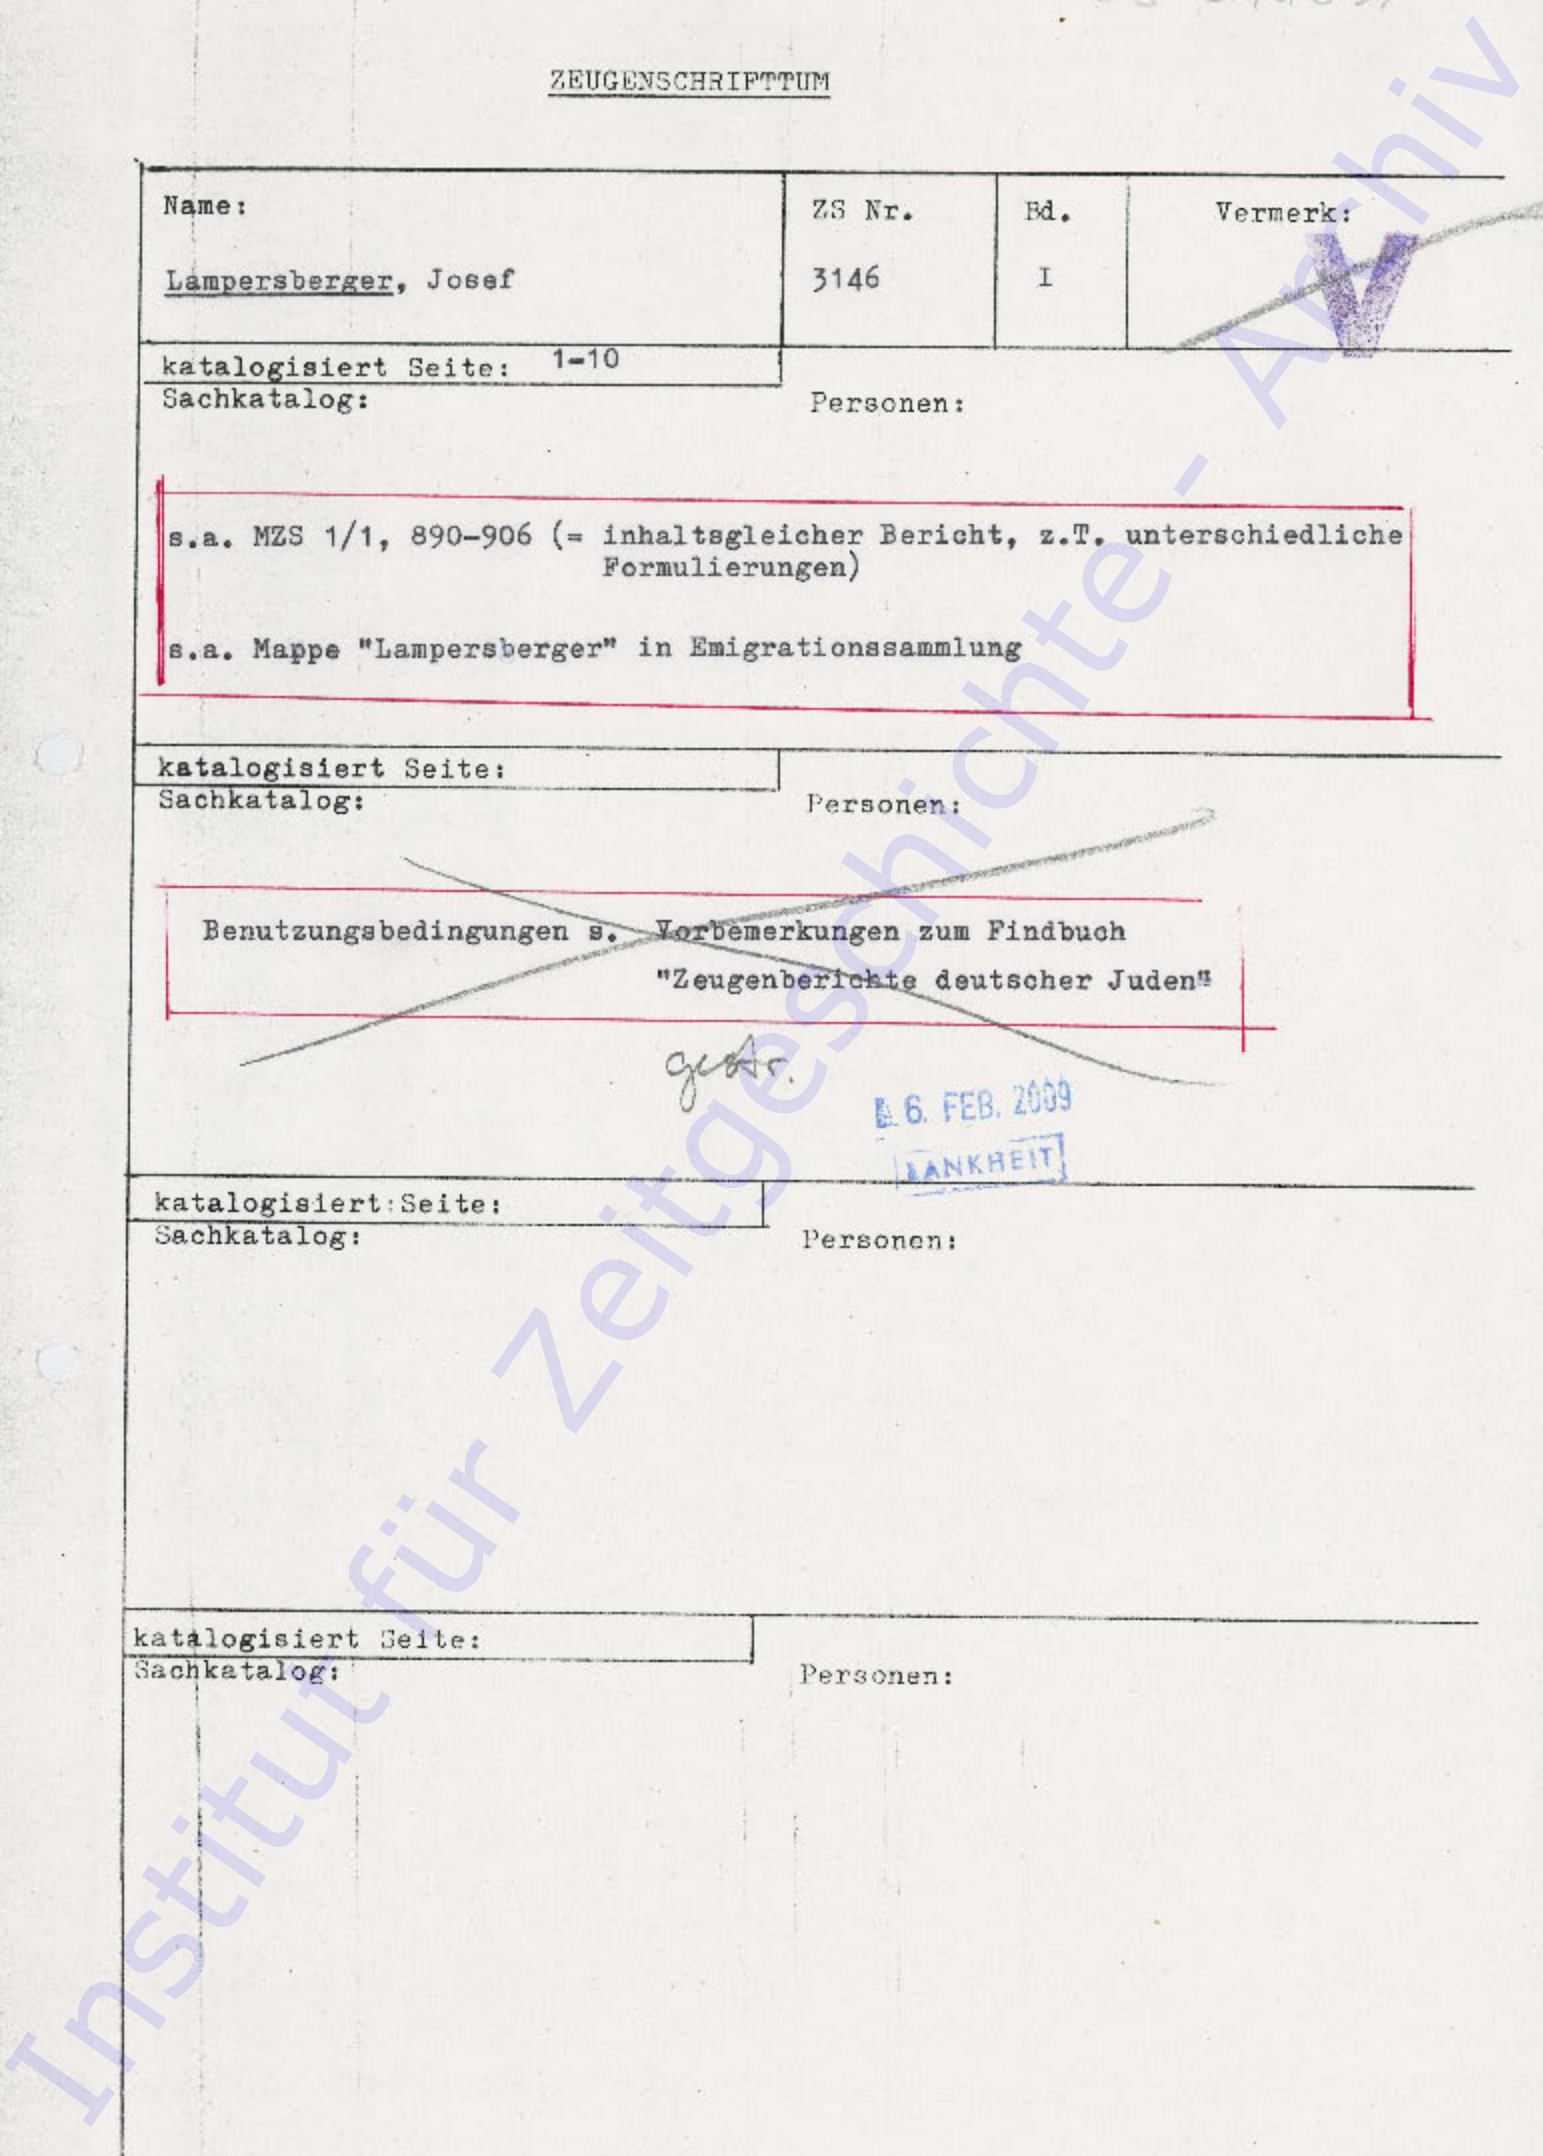 ZEUGENSCHRIFTTUM
Name: ZS Nr. Bd. Vermerk:
Lampersberger, Josef 3146 I V
katalogisiert Seite: 1-10
Sachkatalog: Personen:
s.a. MZS 1/1, 890-906 (= inhaltsgleicher Bericht, z.T. unterschiedliche
Formulierungen)
s.a. Mappe "Lampersberger" in Emigrationssammlung
katalogisiert Seite:
Sachkatalog: Personen:
Benutzungsbedingungen s. Vorbemerkungen zum Findbuch
"Zeugenberichte deutscher Juden"
gestr.
6. FEB. 2009
katalogisiert:Seite:
Sachkatalog: Personen:
katalogisiert Seite:
Sachkatalog: Personen:
Institut für Zeitgeschichte - Archiv